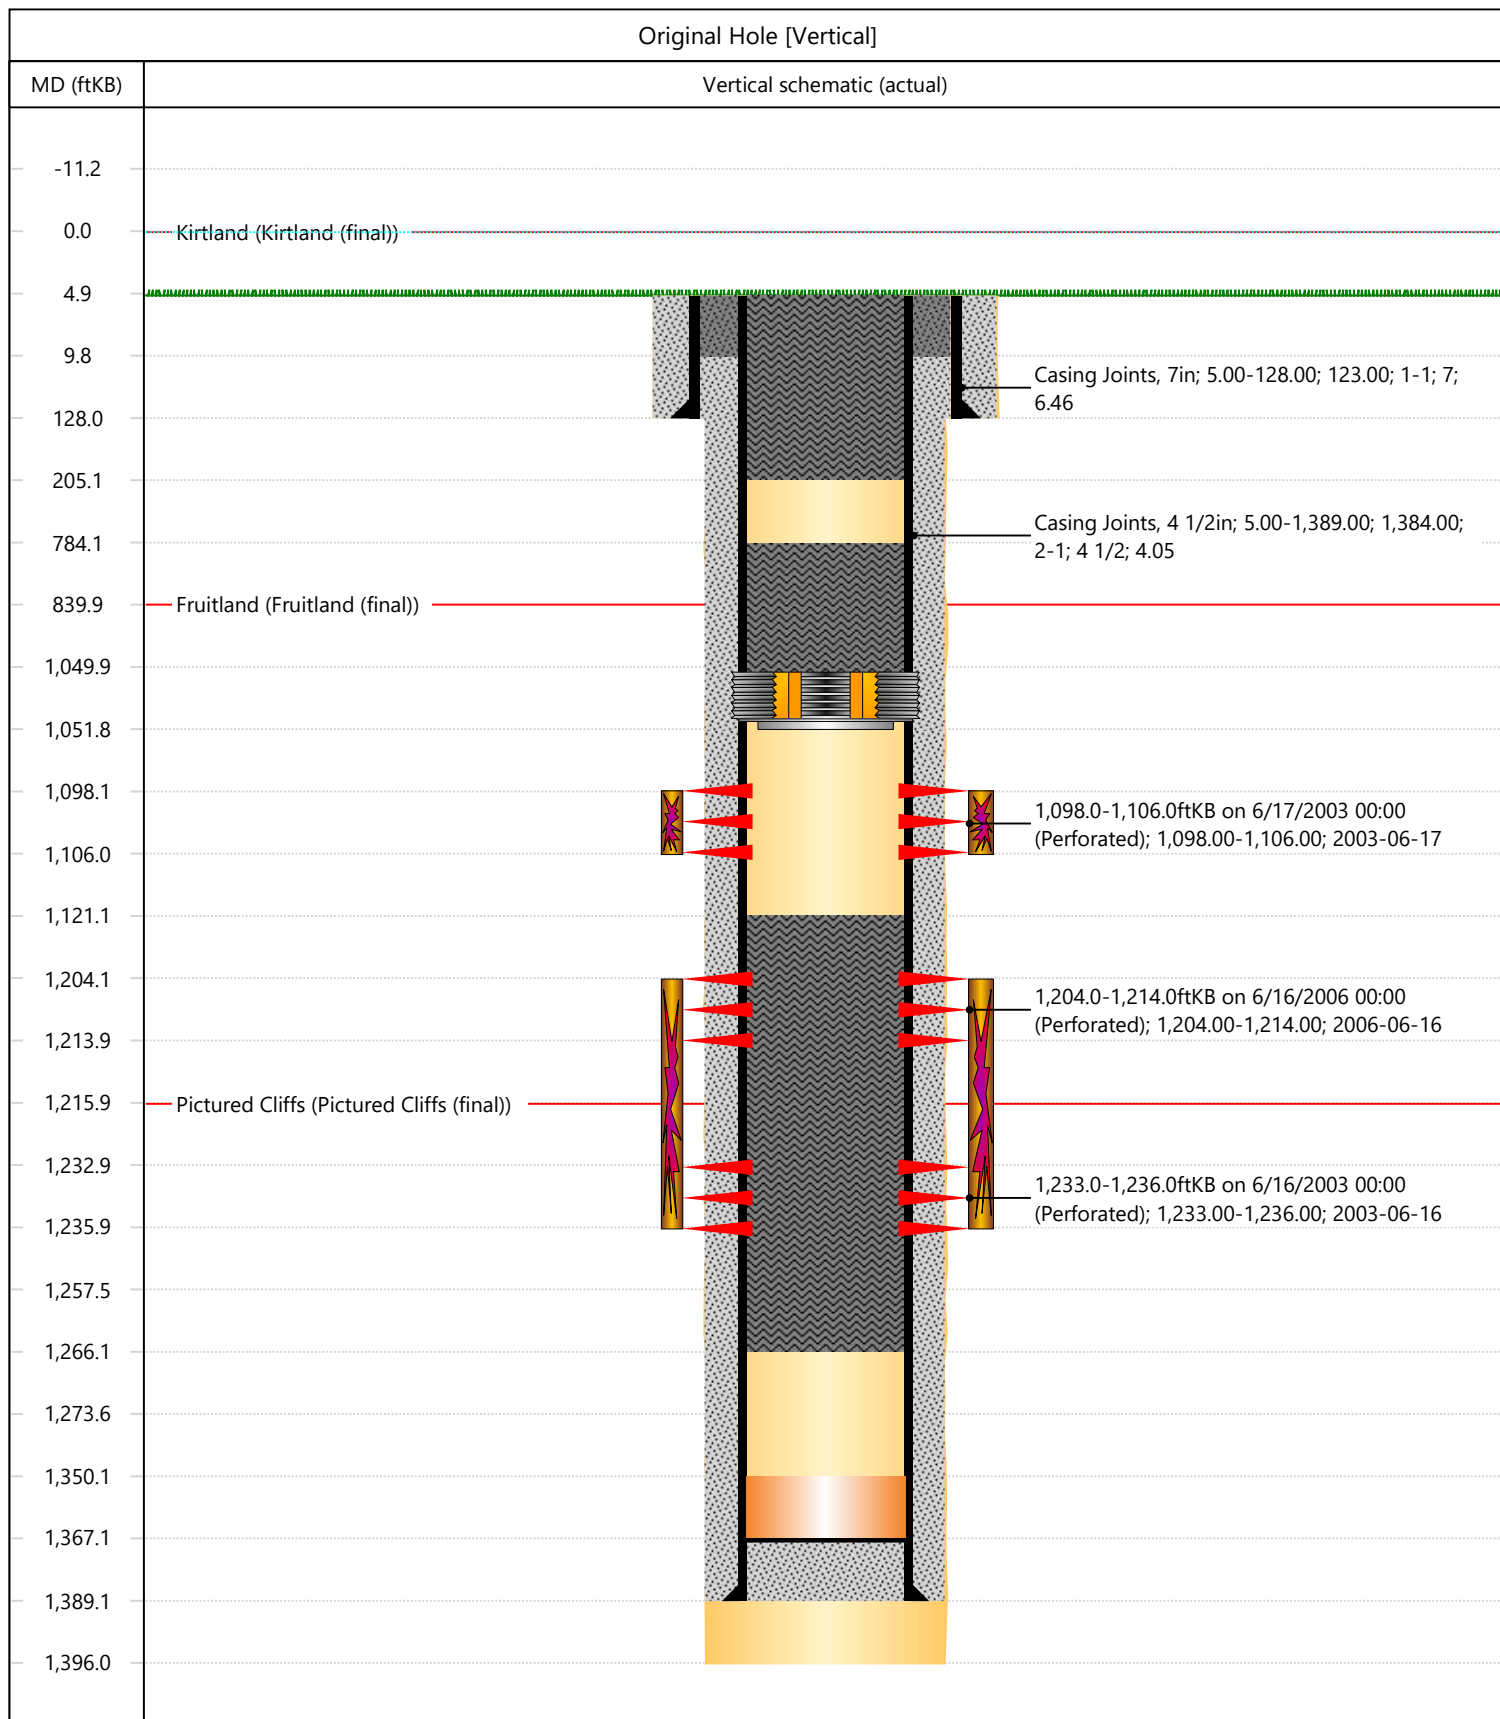 Original Hole [Vertical]
MD (ftKB)
Vertical schematic (actual)
-11.2
0.0
Kirtland (Kirtland (final))
4.9
9.8
Casing Joints, 7in; 5.00-128.00; 123.00; 1-1; 7;
6.46
128.0
205.1
Casing Joints, 4 1/2in; 5.00-1,389.00; 1,384.00;
2-1; 4 1/2; 4.05
784.1
839.9
Fruitland (Fruitland (final))
1,049.9
1,051.8
1,098.1
1,098.0-1,106.0ftKB on 6/17/2003 00:00
(Perforated); 1,098.00-1,106.00; 2003-06-17
1,106.0
1,121.1
1,204.1
1,204.0-1,214.0ftKB on 6/16/2006 00:00
(Perforated); 1,204.00-1,214.00; 2006-06-16
1,213.9
1,215.9
Pictured Cliffs (Pictured Cliffs (final))
1,232.9
1,233.0-1,236.0ftKB on 6/16/2003 00:00
(Perforated); 1,233.00-1,236.00; 2003-06-16
1,235.9
1,257.5
1,266.1
1,273.6
1,350.1
1,367.1
1,389.1
1,396.0